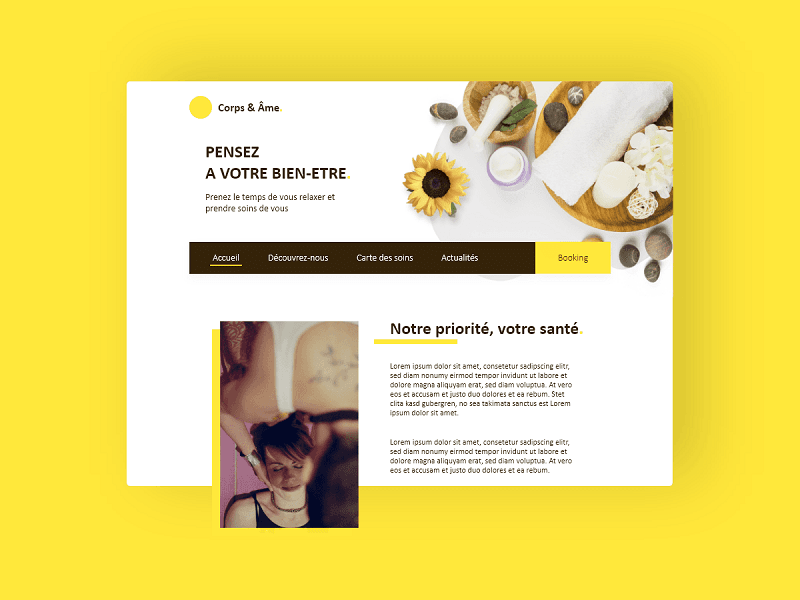 Corps & Âme.
PENSEZ
A VOTRE BIEN-ETRE.
Prenez le temps de vous relaxer et
prendre soins de vous
Accueil Découvrez-nous Carte des soins Actualités Booking
Notre priorité, votre santé.
Lorem ipsum dolor sit amet, consetetur sadipscing elitr,
sed diam nonumy eirmod tempor invidunt ut labore et
dolore magna aliquyam erat, sed diam voluptua. At vero
eos et accusam et justo duo dolores et ea rebum. Stet
clita kasd gubergren, no sea takimata sanctus est Lorem
ipsum dolor sit amet.
Lorem ipsum dolor sit amet, consetetur sadipscing elitr,
sed diam nonumy eirmod tempor invidunt ut labore et
dolore magna aliquyam erat, sed diam voluptua. At vero
eos et accusam et justo duo dolores et ea rebum.